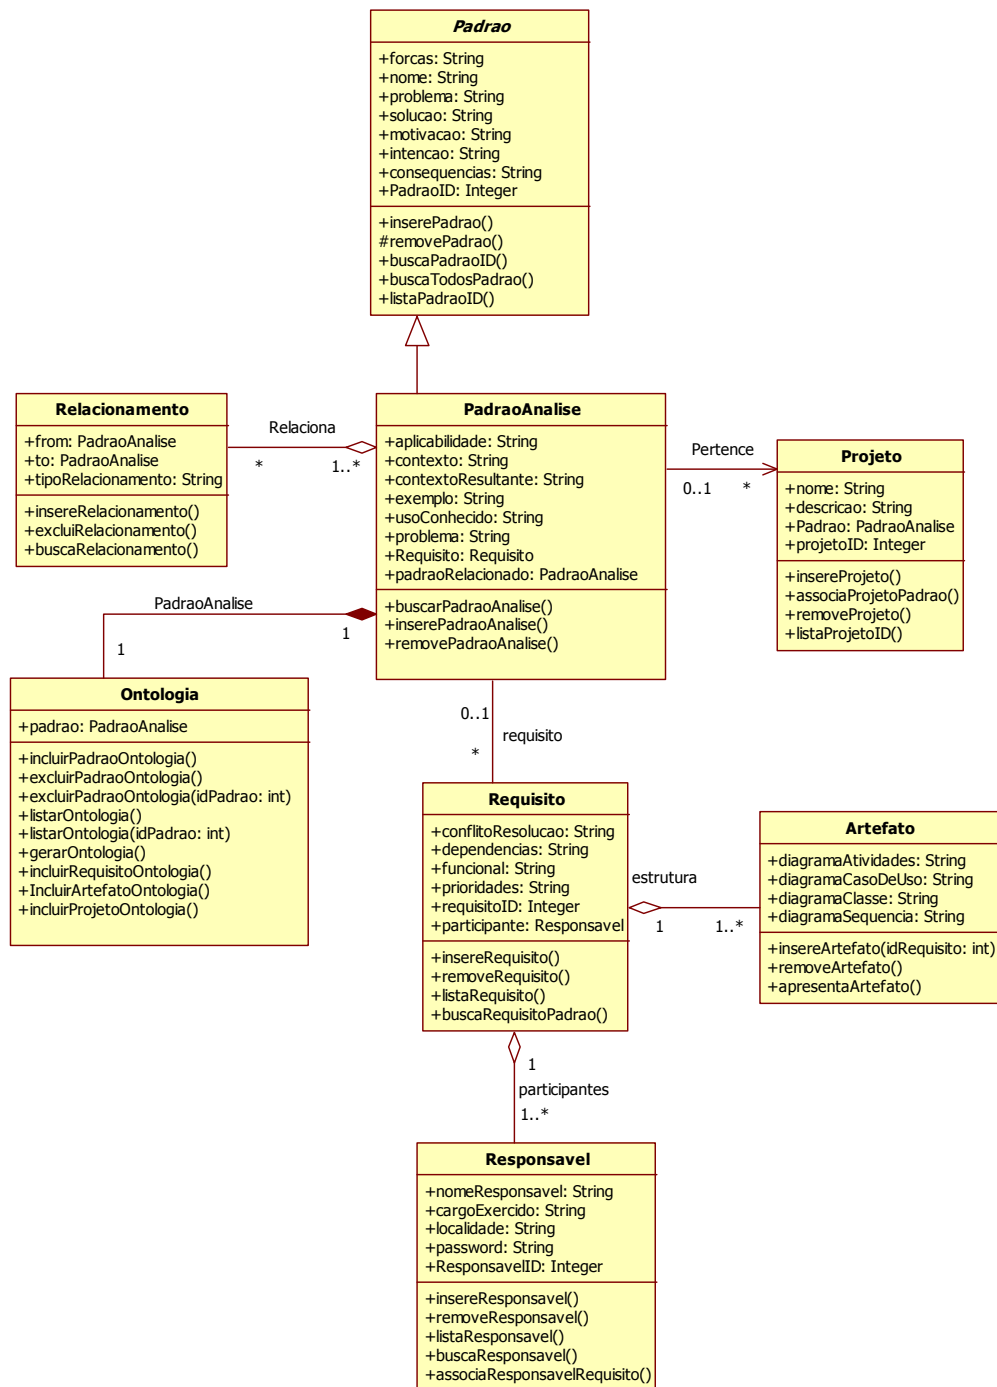 Padrao
+forcas: String
+nome: String
+problema: String
+solucao: String
+motivacao: String
+intencao: String
+consequencias: String
+PadraoID: Integer
+inserePadrao()
#removePadrao()
+buscaPadraoID()
+buscaTodosPadrao()
+listaPadraoID()
Relacionamento
+from: PadraoAnalise
+to: PadraoAnalise
+tipoRelacionamento: String
+insereRelacionamento()
+excluiRelacionamento()
+buscaRelacionamento()
Relaciona
*
1..*
PadraoAnalise
+aplicabilidade: String
+contexto: String
+contextoResultante: String
+exemplo: String
+usoConhecido: String
+problema: String
+Requisito: Requisito
+padraoRelacionado: PadraoAnalise
+buscarPadraoAnalise()
+inserePadraoAnalise()
+removePadraoAnalise()
Pertence
0..1
*
Projeto
+nome: String
+descricao: String
+Padrao: PadraoAnalise
+projetoID: Integer
+insereProjeto()
+associaProjetoPadrao()
+removeProjeto()
+listaProjetoID()
PadraoAnalise
1
1
Ontologia
+padrao: PadraoAnalise
+incluirPadraoOntologia()
+excluirPadraoOntologia()
+excluirPadraoOntologia(idPadrao: int)
+listarOntologia()
+listarOntologia(idPadrao: int)
+gerarOntologia()
+incluirRequisitoOntologia()
+IncluirArtefatoOntologia()
+incluirProjetoOntologia()
0..1
*
requisito
Requisito
+conflitoResolucao: String
+dependencias: String
+funcional: String
+prioridades: String
+requisitoID: Integer
+participante: Responsavel
+insereRequisito()
+removeRequisito()
+listaRequisito()
+buscaRequisitoPadrao()
estrutura
1
1..*
Artefato
+diagramaAtividades: String
+diagramaCasoDeUso: String
+diagramaClasse: String
+diagramaSequencia: String
+insereArtefato(idRequisito: int)
+removeArtefato()
+apresentaArtefato()
1
participantes
1..*
Responsavel
+nomeResponsavel: String
+cargoExercido: String
+localidade: String
+password: String
+ResponsavelID: Integer
+insereResponsavel()
+removeResponsavel()
+listaResponsavel()
+buscaResponsavel()
+associaResponsavelRequisito()